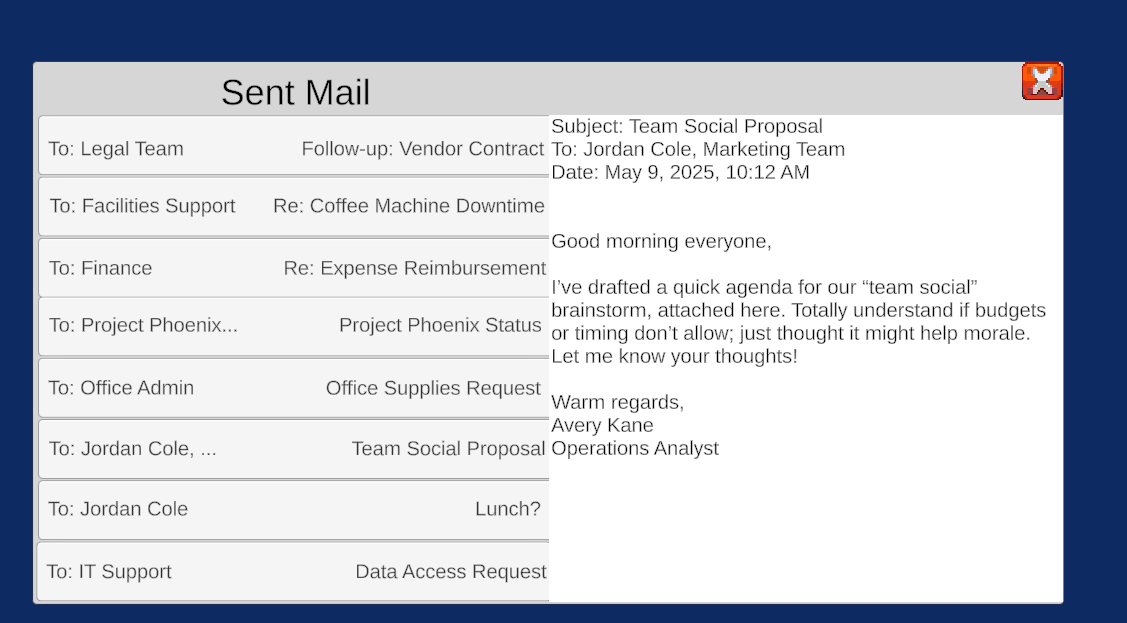 Sent Mail
To: Legal Team Follow-up: Vendor Contract
To: Facilities Support Re: Coffee Machine Downtime
To: Finance Re: Expense Reimbursement
To: Project Phoenix... Project Phoenix Status
To: Office Admin Office Supplies Request
To: Jordan Cole, ... Team Social Proposal
To: Jordan Cole Lunch?
To: IT Support Data Access Request
Subject: Team Social Proposal
To: Jordan Cole, Marketing Team
Date: May 9, 2025, 10:12 AM
Good morning everyone,
I’ve drafted a quick agenda for our “team social”
brainstorm, attached here. Totally understand if budgets
or timing don’t allow; just thought it might help morale.
Let me know your thoughts!
Warm regards,
Avery Kane
Operations Analyst